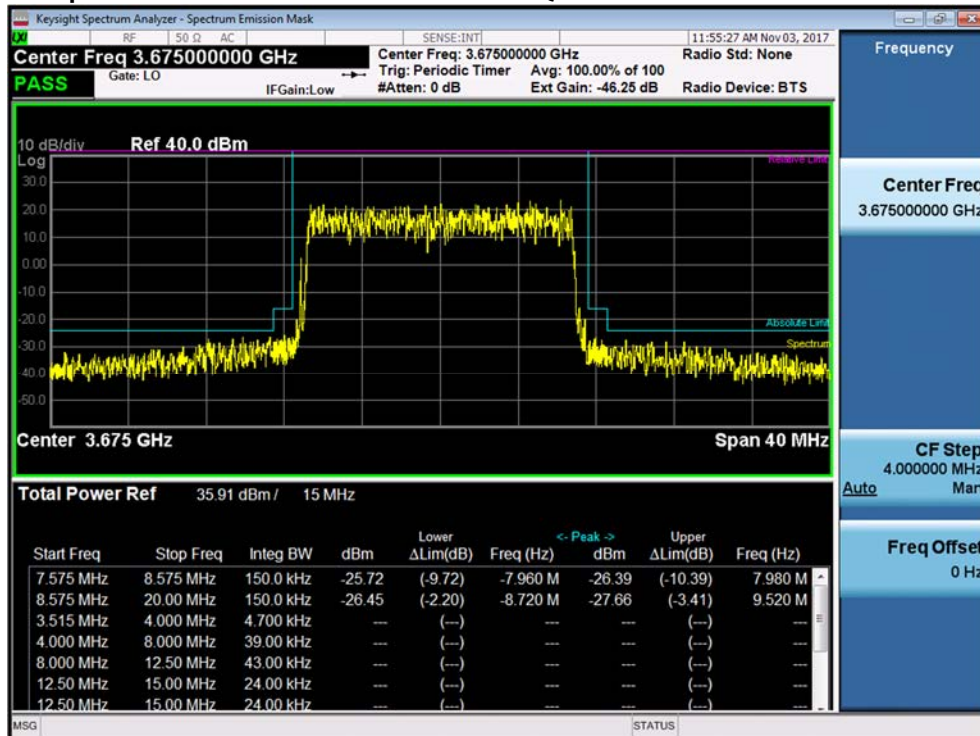 Keysight Spectrum Analyzer - Spectrum Emission Mask
LXI RF 50 Ω AC SENSE:INT 11:55:27 AM Nov 03, 2017
Center Freq 3.675000000 GHz Center Freq: 3.675000000 GHz Radio Std: None
PASS Gate: LO Trig: Periodic Timer Avg: 100.00% of 100
IFGain:Low #Atten: 0 dB Ext Gain: -46.25 dB Radio Device: BTS
10 dB/div Ref 40.0 dBm
Log
Relative Limit
30.0
20.0
10.0
0.00
-10.0
-20.0
Absolute Limit
-30.0
Spectrum
-40.0
-50.0
Center 3.675 GHz Span 40 MHz
Total Power Ref 35.91 dBm / 15 MHz
Lower <- Peak -> Upper
Start Freq Stop Freq Integ BW dBm ΔLim(dB) Freq (Hz) dBm ΔLim(dB) Freq (Hz)
7.575 MHz 8.575 MHz 150.0 kHz -25.72 (-9.72) -7.960 M -26.39 (-10.39) 7.980 M
8.575 MHz 20.00 MHz 150.0 kHz -26.45 (-2.20) -8.720 M -27.66 (-3.41) 9.520 M
3.515 MHz 4.000 MHz 4.700 kHz --- (---) --- --- (---) ---
4.000 MHz 8.000 MHz 39.00 kHz --- (---) --- --- (---) ---
8.000 MHz 12.50 MHz 43.00 kHz --- (---) --- --- (---) ---
12.50 MHz 15.00 MHz 24.00 kHz --- (---) --- --- (---) ---
12.50 MHz 15.00 MHz 24.00 kHz --- (---) --- --- (---) ---
MSG STATUS
Frequency
Center Freq
3.675000000 GHz
CF Step
4.000000 MHz
Auto Man
Freq Offset
0 Hz